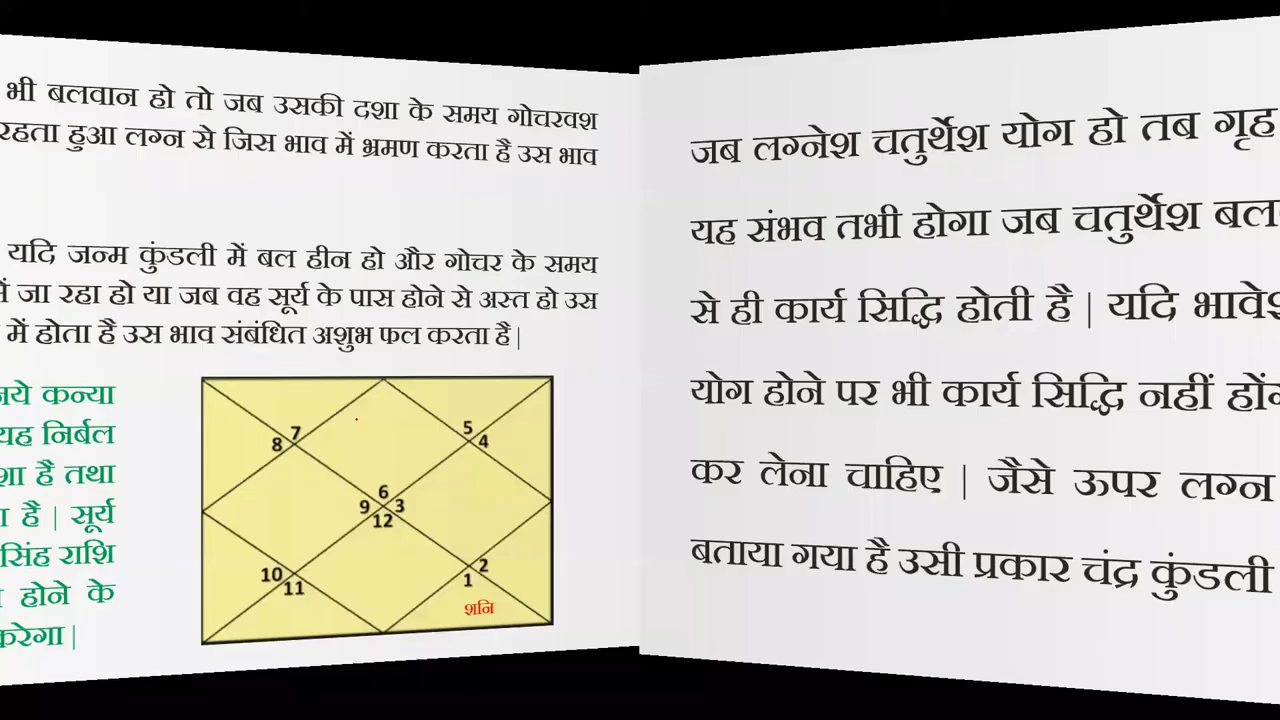 भी बलवान हो तो जब उसकी दशा के समय गोचरवश
रहता हुआ लग्न से जिस भाव में भ्रमण करता है उस भाव
यदि जन्म कुंडली में बल हीन हो और गोचर के समय
में जा रहा हो या जब वह सूर्य के पास होने से अस्त हो उस
में होता है उस भाव संबंधित अशुभ फल करता है |
कन्या
यह निर्बल
है तथा
है | सूर्य
सिंह राशि
होने के
करेगा |
7
8
5
4
6
9 3
12
10
11
2
1
शनि
जब लग्नेश चतुर्थेश योग हो तब गृह
यह संभव तभी होगा जब चतुर्थेश
से ही कार्य सिद्धि होती है | यदि
योग होने पर भी कार्य सिद्धि नहीं
कर लेना चाहिए | जैसे ऊपर लग्न
बताया गया है उसी प्रकार चंद्र कुंडली